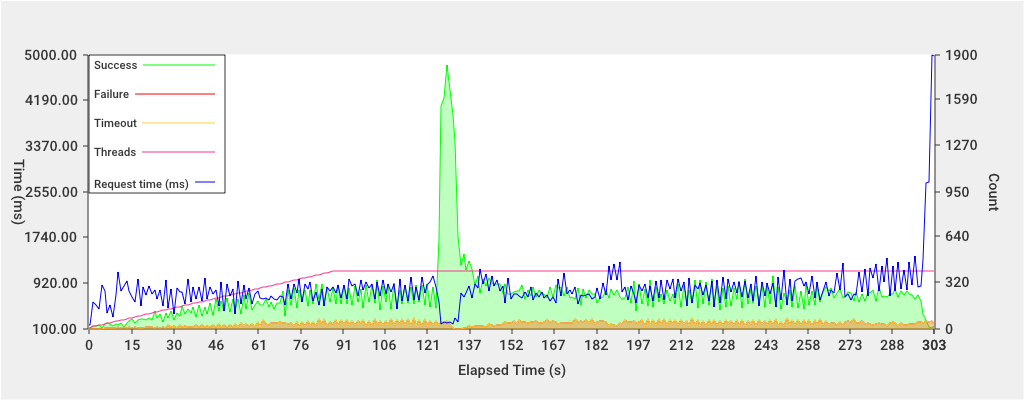 Success
Failure
Timeout
Threads
Request time (ms)
5000.00
4190.00
3370.00
2550.00
1740.00
920.00
100.00
Time (ms)
1900
1590
1270
950
640
320
0
Count
0 15 30 46 61 76 91 106 121 137 152 167 182 197 212 228 243 258 273 288 303
Elapsed Time (s)